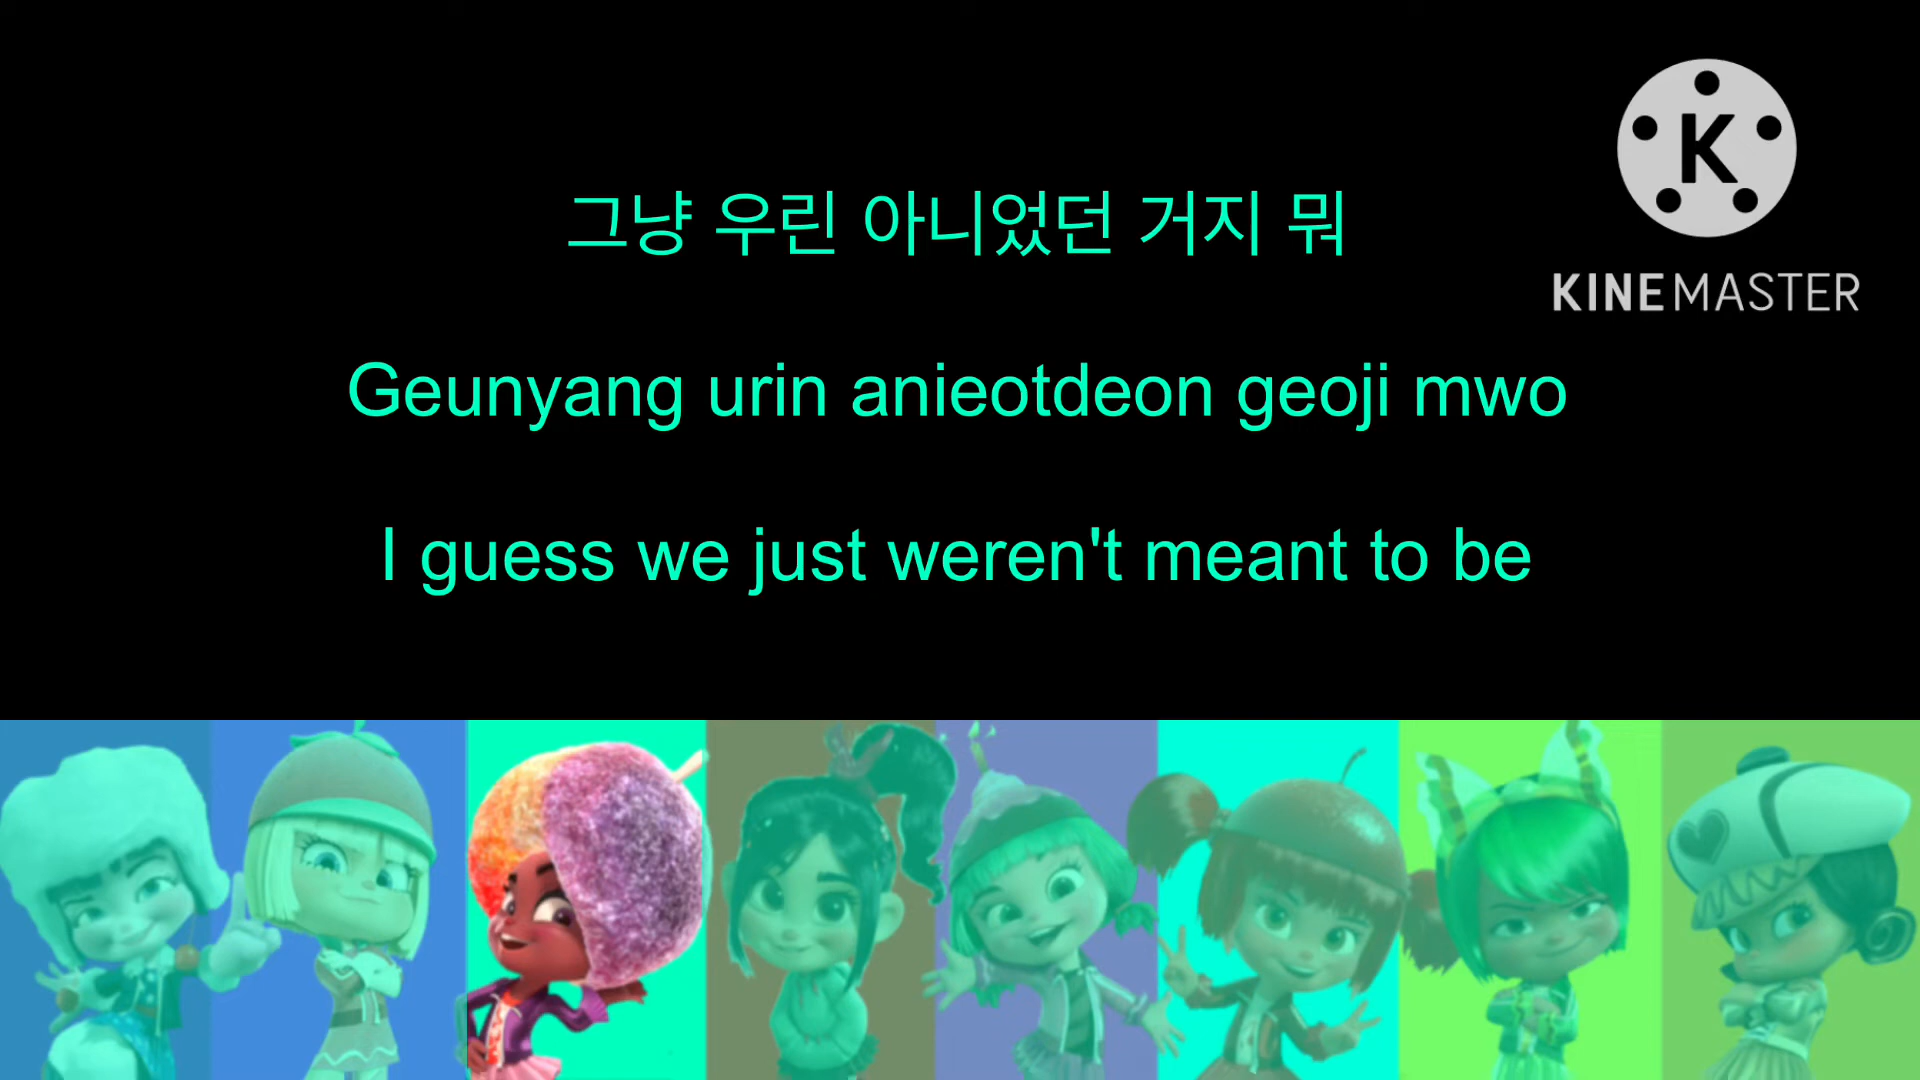 그냥 우린 아니었던 거지 뭐
K
KINEMASTER
Geunyang urin anieotdeon geoji mwo
I guess we just weren't meant to be